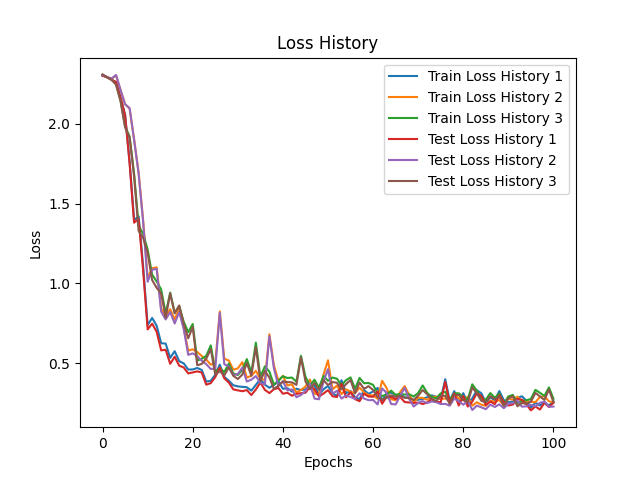 Loss History
Train Loss History 1
Train Loss History 2
Train Loss History 3
Test Loss History 1
Test Loss History 2
Test Loss History 3
Loss
2.0
1.5
1.0
0.5
0 20 40 60 80 100
Epochs